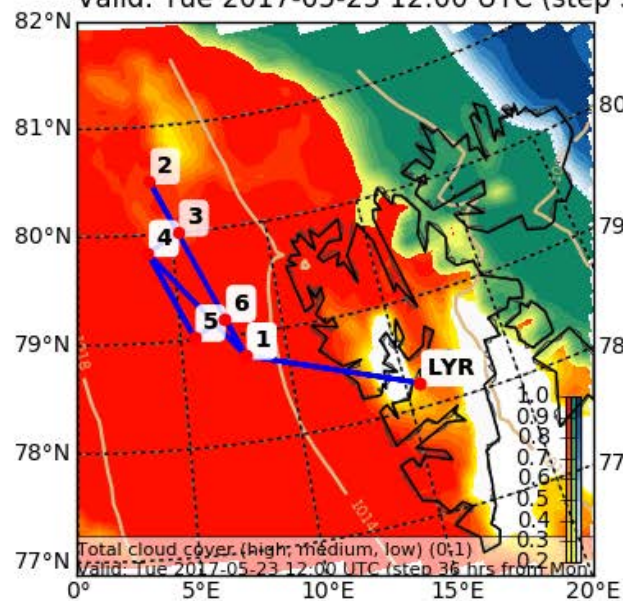 Valid: Tue 2017-05-23 12:00 UTC (step
82°N
81°N
80°N
79°N
78°N
77°N
80
79
78
77
2
3
4
6
5
1
LYR
1018
1014
1.0
0.9
0.8
0.7
0.6
0.5
0.4
0.3
0.2
Total cloud cover (high, medium, low) (0-1)
Valid: Tue 2017-05-23 12:00 UTC (step 36 hrs from Mon
0°
5°E
10°E
15°E
20°E